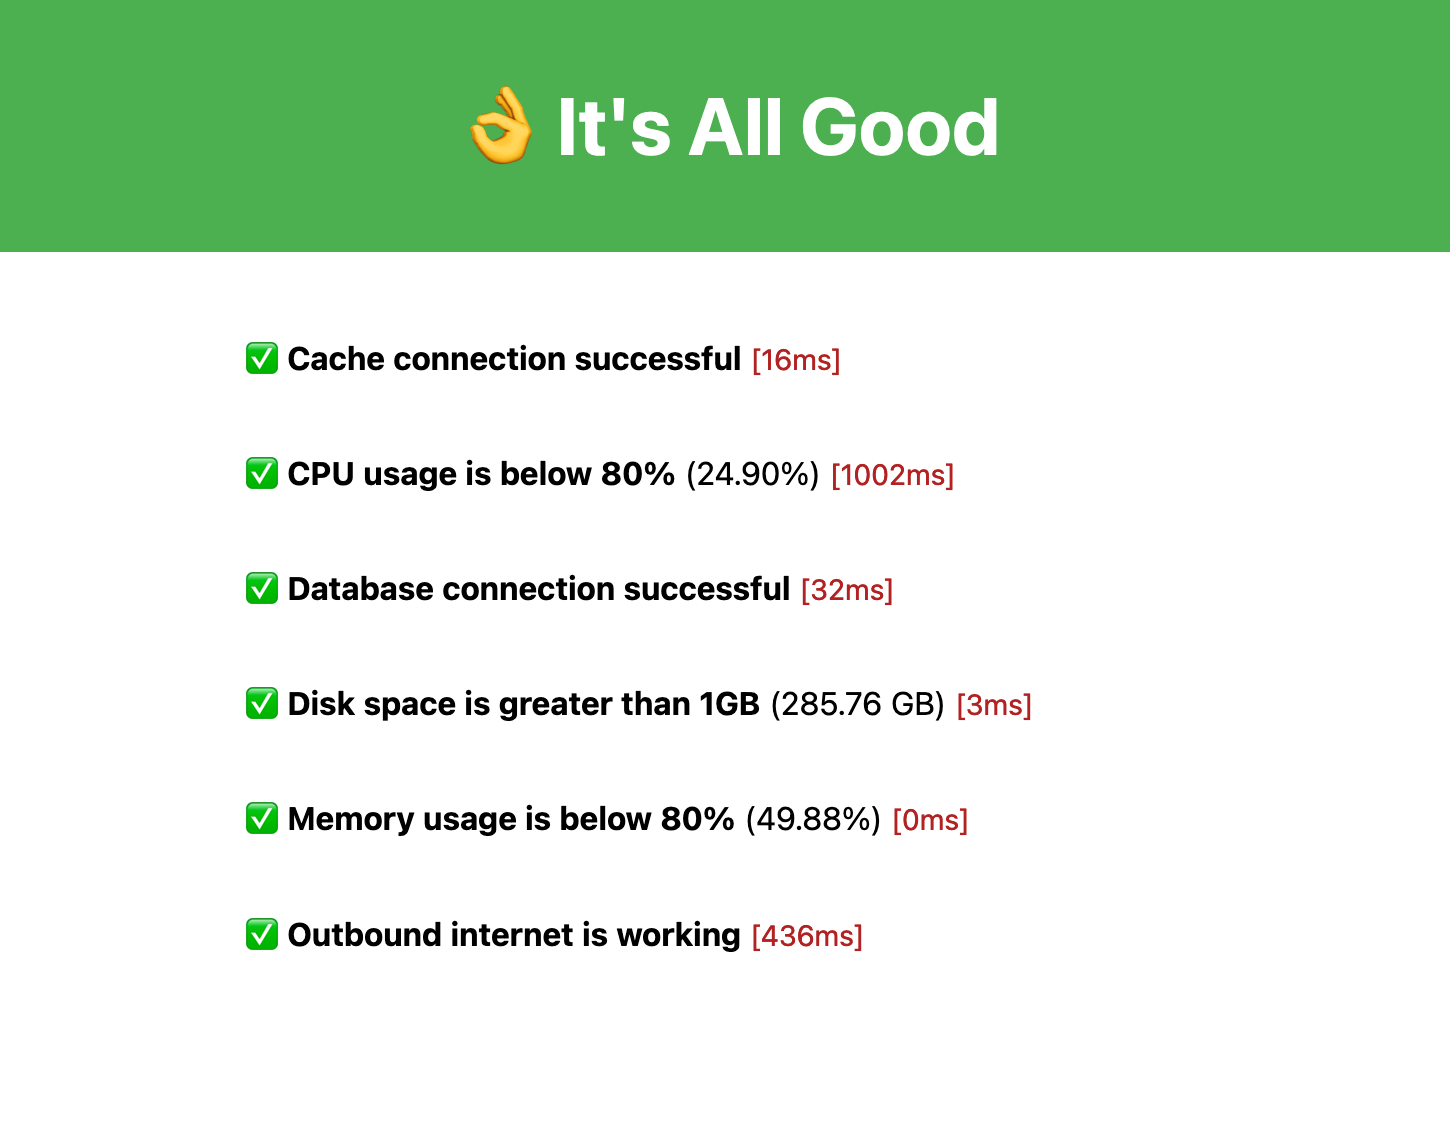 👌 It's All Good
✅ Cache connection successful [16ms]
✅ CPU usage is below 80% (24.90%) [1002ms]
✅ Database connection successful [32ms]
✅ Disk space is greater than 1GB (285.76 GB) [3ms]
✅ Memory usage is below 80% (49.88%) [0ms]
✅ Outbound internet is working [436ms]